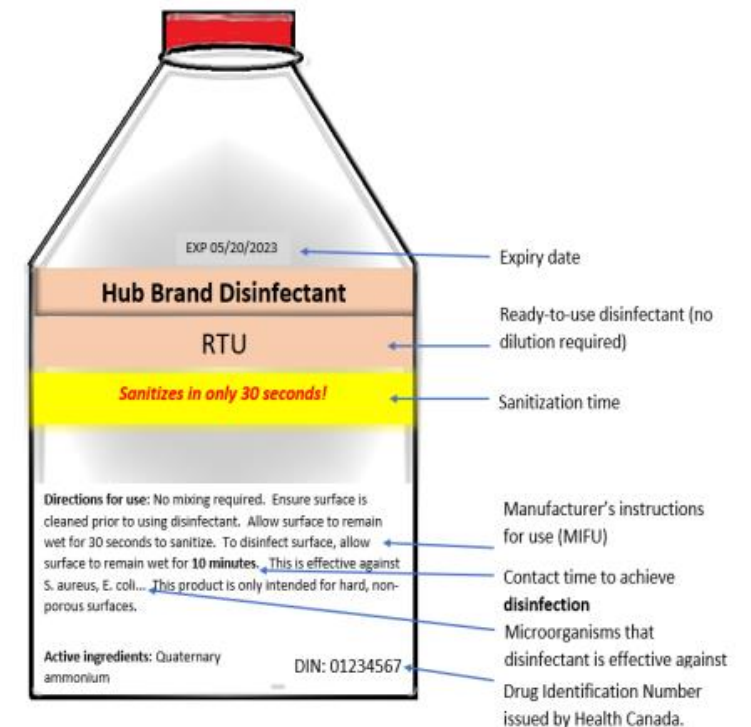 EXP 05/20/2023
Expiry date
Hub Brand Disinfectant
Ready-to-use disinfectant (no
dilution required)
RTU
Sanitizes in only 30 seconds!
Sanitization time
Directions for use: No mixing required. Ensure surface is
cleaned prior to using disinfectant. Allow surface to remain
wet for 30 seconds to sanitize. To disinfect surface, allow
surface to remain wet for 10 minutes. This is effective against
S. aureus, E. coli... This product is only intended for hard, non-
porous surfaces.
Manufacturer's instructions
for use (MIFU)
Contact time to achieve
disinfection
Microorganisms that
disinfectant is effective against
Active ingredients: Quaternary
ammonium
DIN: 01234567
Drug Identification Number
issued by Health Canada.